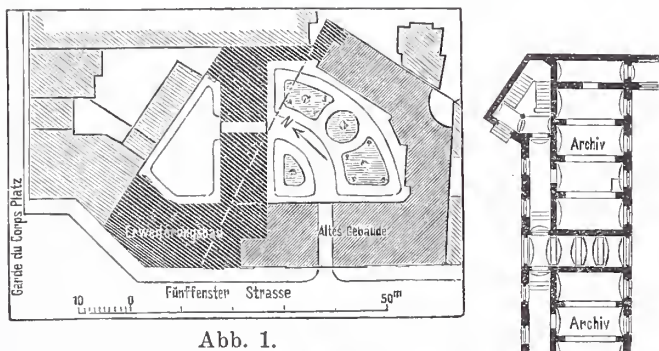 Garde du Corps Platz
N
Erweiterungsbau
Altes Gebäude
Fünffenster Strasse
10 0 50m
Abb. 1.
Archiv
Archiv